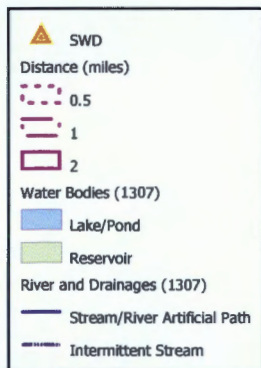 SWD
Distance (miles)
0.5
1
2
Water Bodies (1307)
Lake/Pond
Reservoir
River and Drainages (1307)
Stream/River Artificial Path
Intermittent Stream